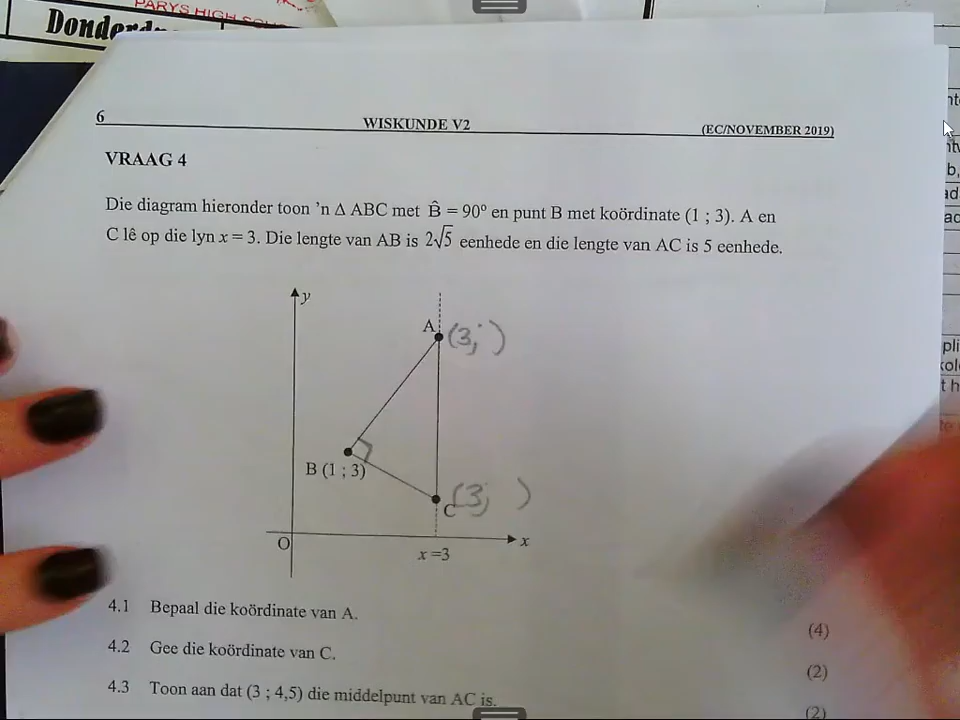 PARYS HIGH
6 WISKUNDE V2 (EC/NOVEMBER 2019)
VRAAG 4
Die diagram hieronder toon 'n Δ ABC met B̂ = 90° en punt B met koördinate (1 ; 3). A en
C lê op die lyn x = 3. Die lengte van AB is 2√5 eenhede en die lengte van AC is 5 eenhede.
y
A (3; )
B (1 ; 3)
C (3; )
O x
x =3
4.1 Bepaal die koördinate van A. (4)
4.2 Gee die koördinate van C. (2)
4.3 Toon aan dat (3 ; 4,5) die middelpunt van AC is. (2)